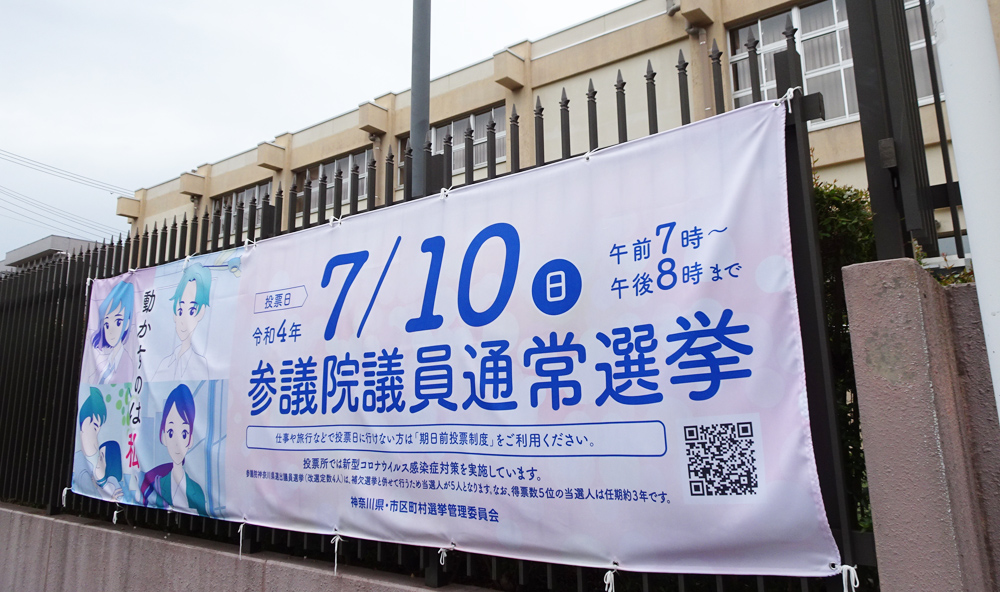 動かすのは私
投票日
令和4年
7/10日
午前7時～
午後8時まで
参議院議員通常選挙
仕事や旅行などで投票日に行けない方は「期日前投票制度」をご利用ください。
投票所では新型コロナウイルス感染症対策を実施しています。
参議院神奈川県選出議員選挙（改選定数4人）は、補欠選挙と併せて行うため当選人が5人となります。なお、得票数5位の当選人は任期約3年です。
神奈川県・市区町村選挙管理委員会